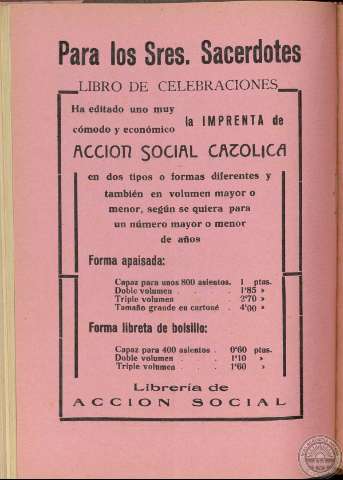 Para los Sres. Sacerdotes
LIBRO DE CELEBRACIONES
Ha editado uno muy
cómodo y económico la IMPRENTA de
ACCION SOCIAL CATOLICA
en dos tipos o formas diferentes y
también en volumen mayor o
menor, según se quiera para
un número mayor o menor
de años
Forma apaisada:
Capaz para unos 800 asientos. 1 ptas.
Doble volumen . . . . 1'85 »
Triple volumen 2'70 »
Tamaño grande en cartoné . 4'00 »
Forma libreta de bolsillo:
Capaz para 400 asientos . 0'60 ptas.
Doble volumen . . . 1'10 »
Triple volumen . . . 1'60 »
Librería de
ACCION SOCIAL